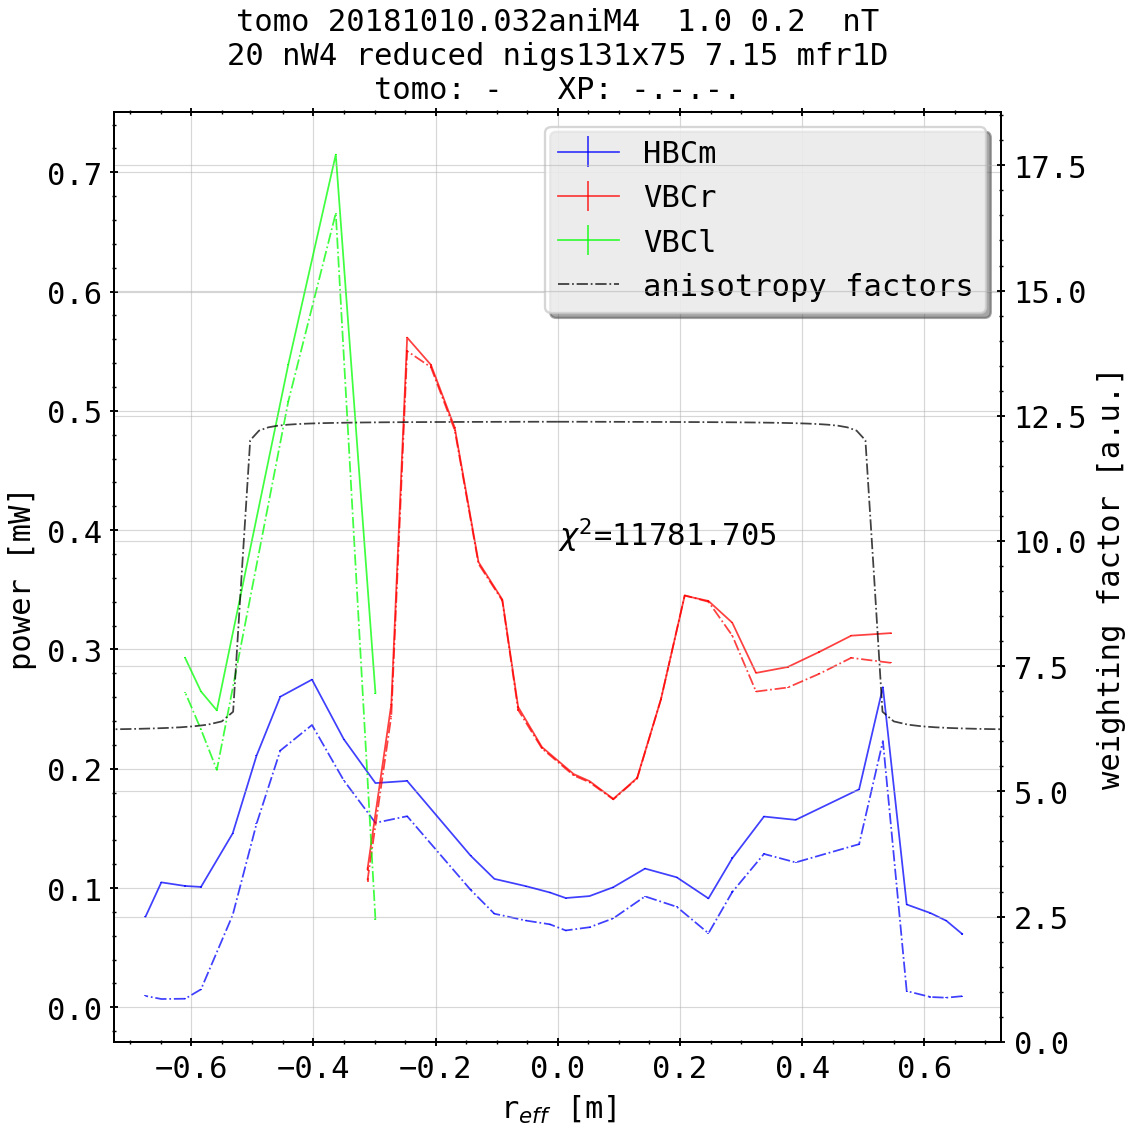 tomo 20181010.032aniM4  1.0 0.2  nT
20 nW4 reduced nigs131x75 7.15 mfr1D
tomo: -   XP: -.-.-.
HBCm
VBCr
VBCl
anisotropy factors
χ²=11781.705
power [mW]
0.7
0.6
0.5
0.4
0.3
0.2
0.1
0.0
weighting factor [a.u.]
17.5
15.0
12.5
10.0
7.5
5.0
2.5
0.0
−0.6 −0.4 −0.2 0.0 0.2 0.4 0.6
r_eff [m]